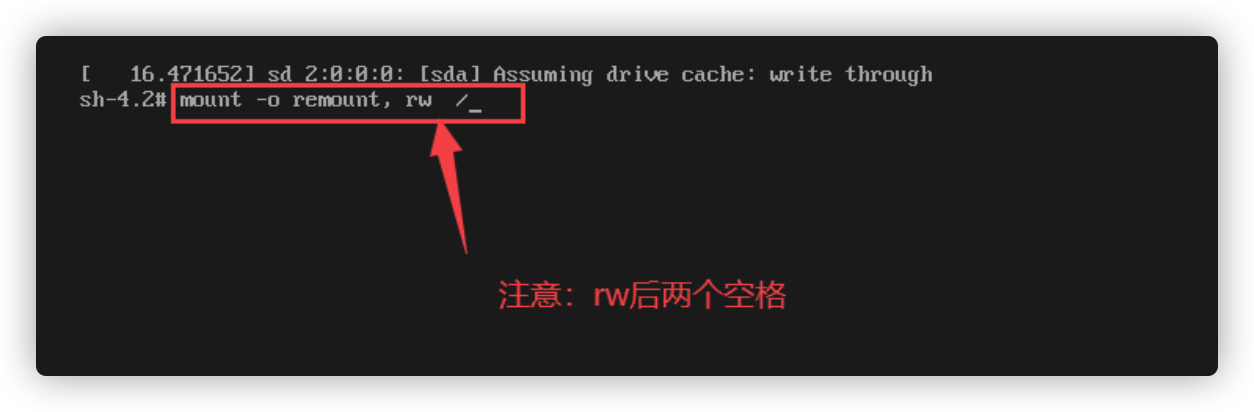 [   16.471652] sd 2:0:0:0: [sda] Assuming drive cache: write through
sh-4.2# mount -o remount, rw  /_
注意：rw后两个空格